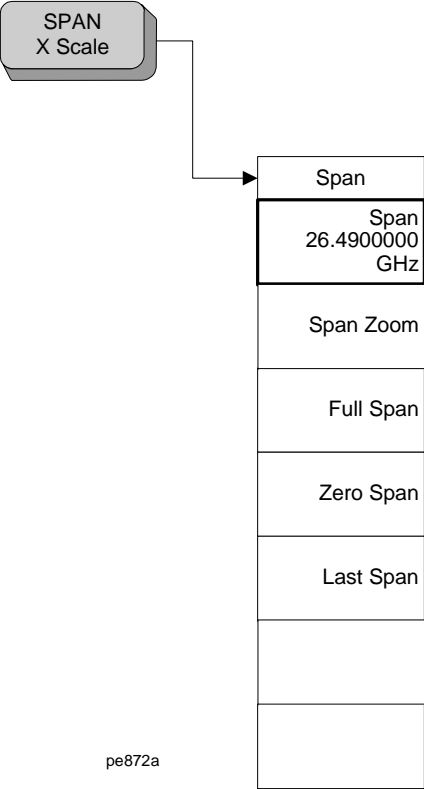 SPAN
X Scale
Span
Span
26.4900000
GHz
Span Zoom
Full Span
Zero Span
Last Span
pe872a